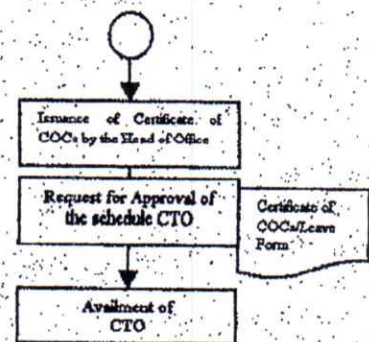 Issuance of Certificate of
COCs by the Head of Office
Request for Approval of
the schedule CTO
Certificate of
COCs/Leave
Form
Availment of
CTO